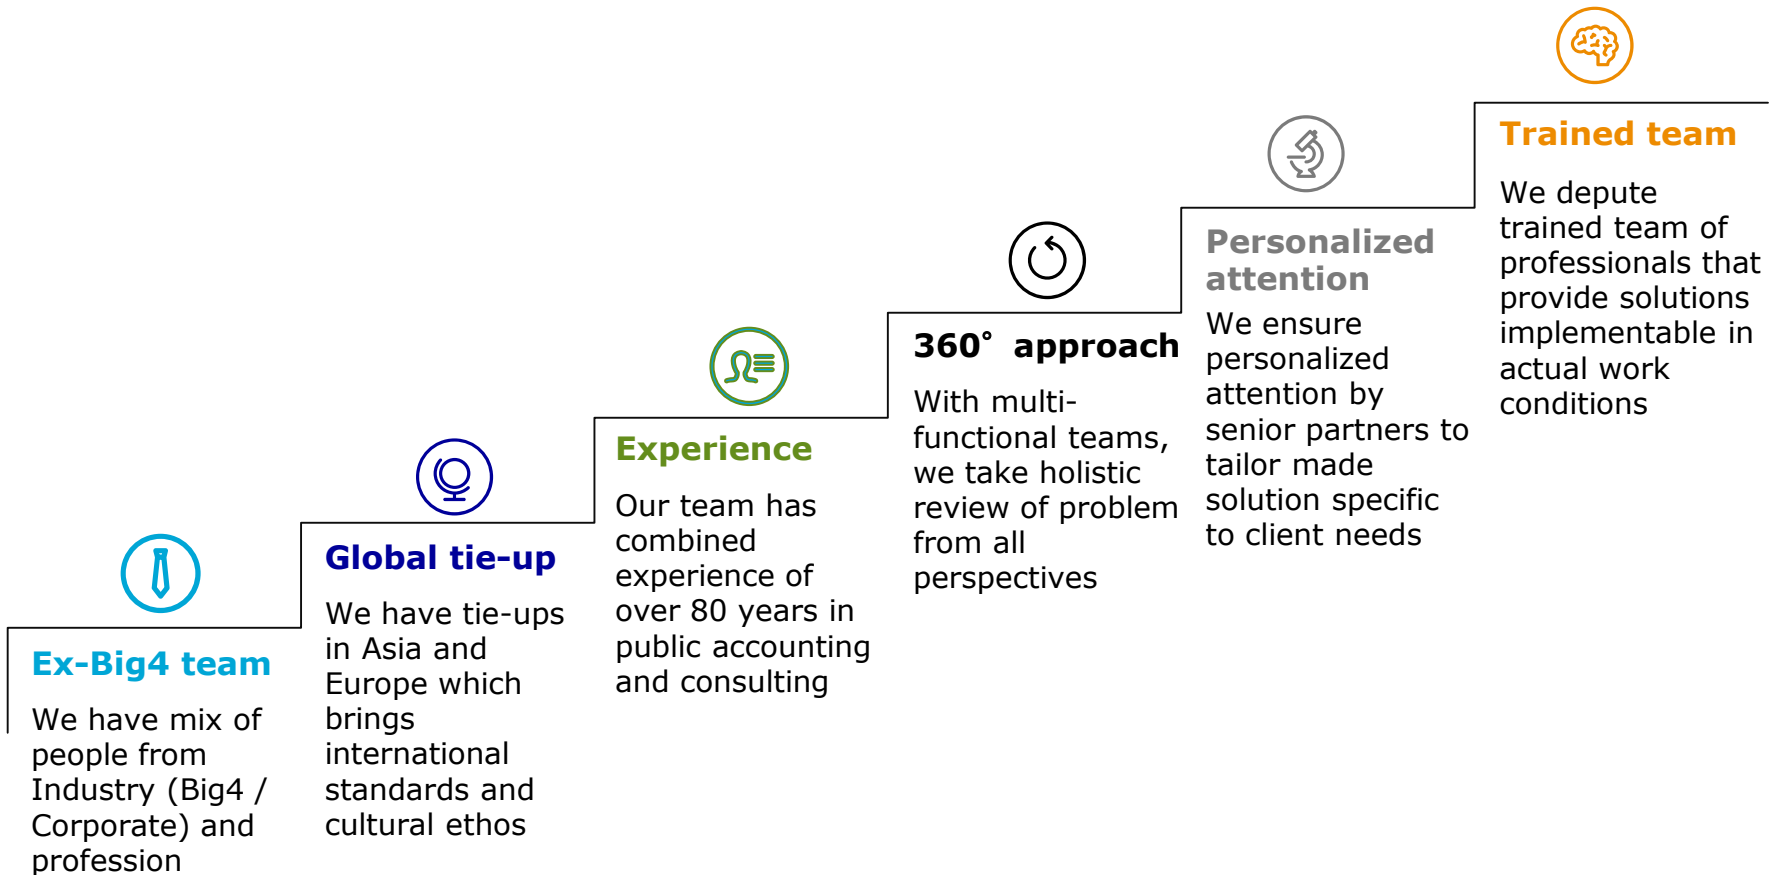 Ex-Big4 team
We have mix of
people from
Industry (Big4 /
Corporate) and
profession
Global tie-up
We have tie-ups
in Asia and
Europe which
brings
international
standards and
cultural ethos
Experience
Our team has
combined
experience of
over 80 years in
public accounting
and consulting
360° approach
With multi-
functional teams,
we take holistic
review of problem
from all
perspectives
Personalized
attention
We ensure
personalized
attention by
senior partners to
tailor made
solution specific
to client needs
Trained team
We depute
trained team of
professionals that
provide solutions
implementable in
actual work
conditions